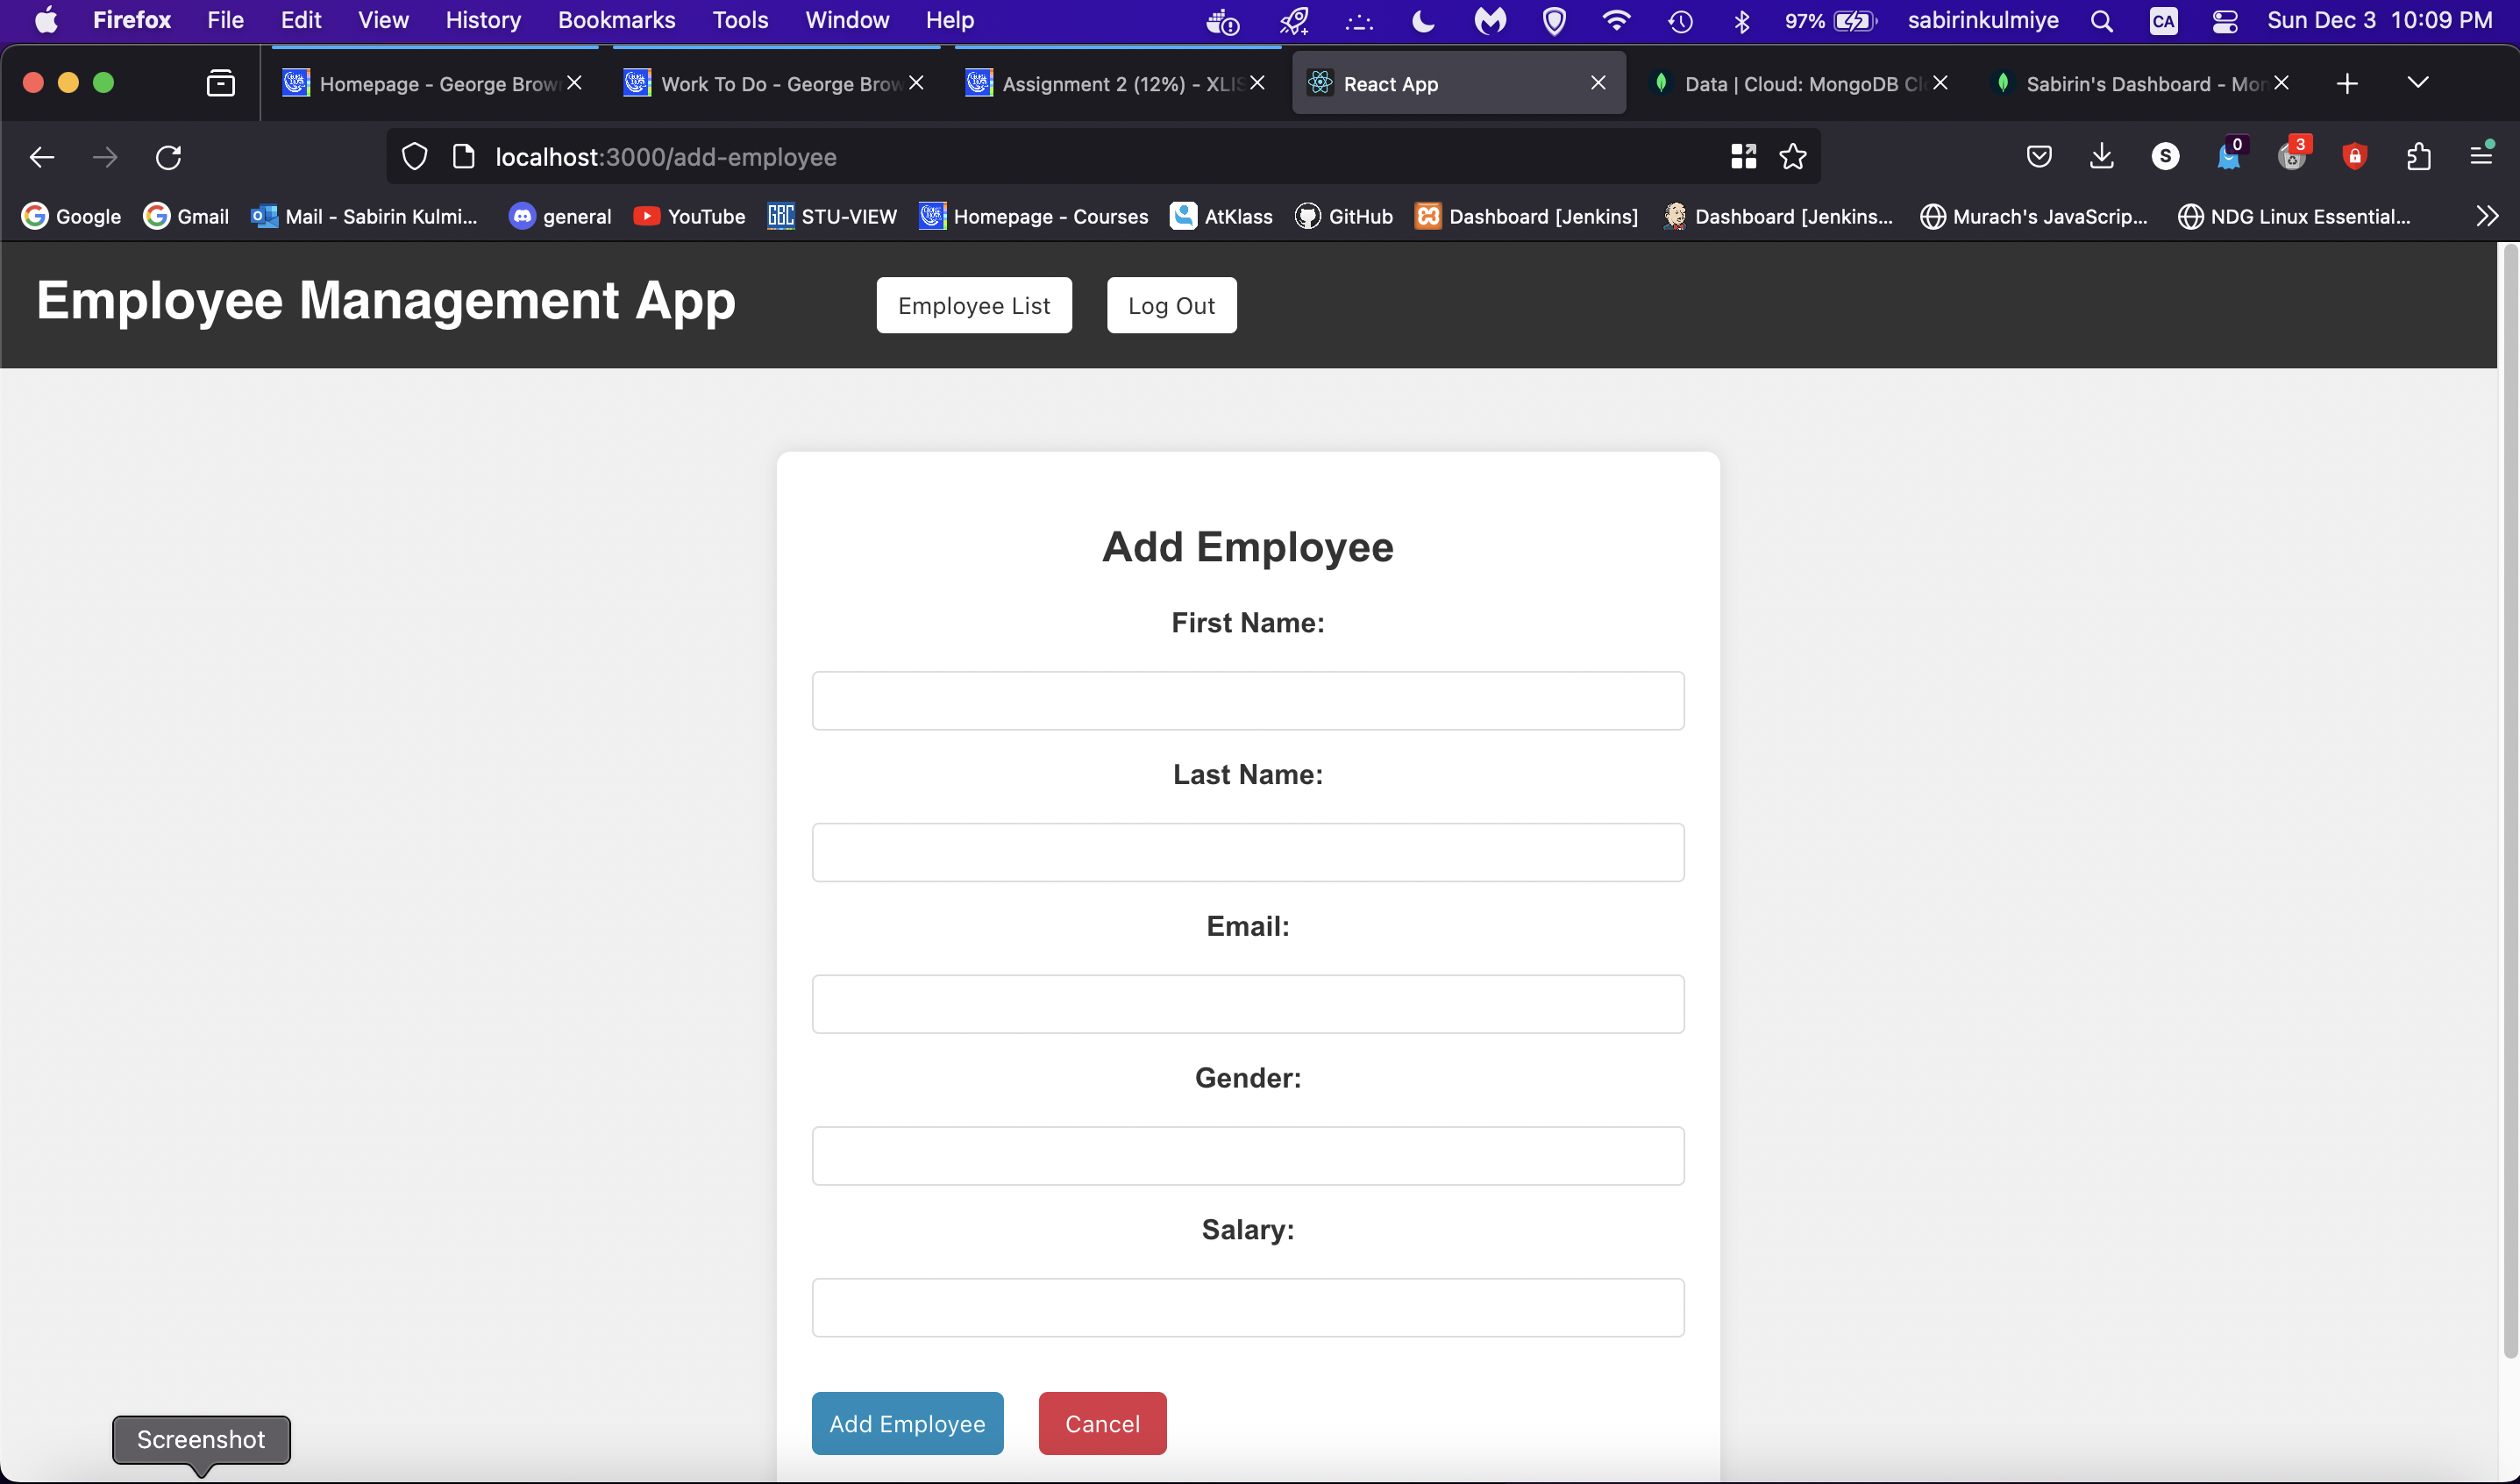 Firefox File Edit View History Bookmarks Tools Window Help 97% sabirinkulmiye CA Sun Dec 3 10:09 PM
Homepage - George Brow Work To Do - George Brow Assignment 2 (12%) - XLIS React App Data | Cloud: MongoDB Cl Sabirin's Dashboard - Mon
localhost:3000/add-employee S 0 3
Google Gmail Mail - Sabirin Kulmi... general YouTube GBC STU-VIEW Homepage - Courses AtKlass GitHub Dashboard [Jenkins] Dashboard [Jenkins... Murach's JavaScrip... NDG Linux Essential...
Employee Management App Employee List Log Out
Add Employee
First Name:
Last Name:
Email:
Gender:
Salary:
Add Employee Cancel
Screenshot